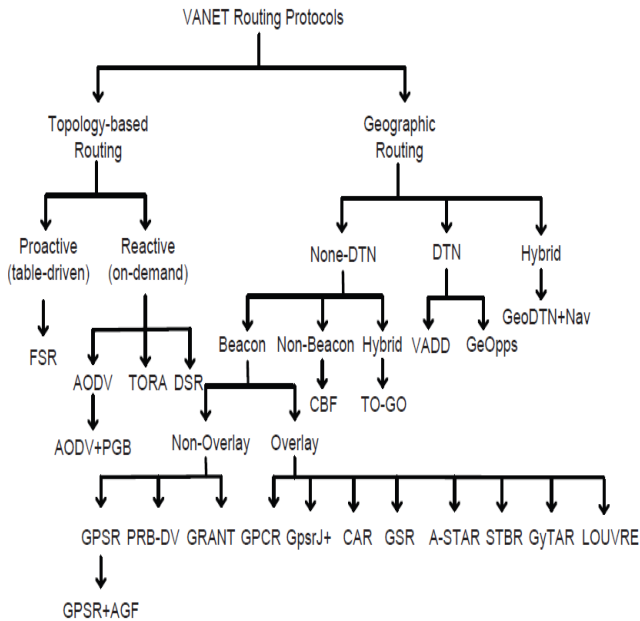 VANET Routing Protocols
Topology-based
Routing
Geographic
Routing
Proactive
(table-driven)
Reactive
(on-demand)
None-DTN
DTN
Hybrid
FSR
AODV
TORA
DSR
Beacon
Non-Beacon
Hybrid
VADD
GeOpps
GeoDTN+Nav
AODV+PGB
Non-Overlay
Overlay
CBF
TO-GO
GPSR
PRB-DV
GRANT
GPCR
GpsrJ+
CAR
GSR
A-STAR
STBR
GyTAR
LOUVRE
GPSR+AGF